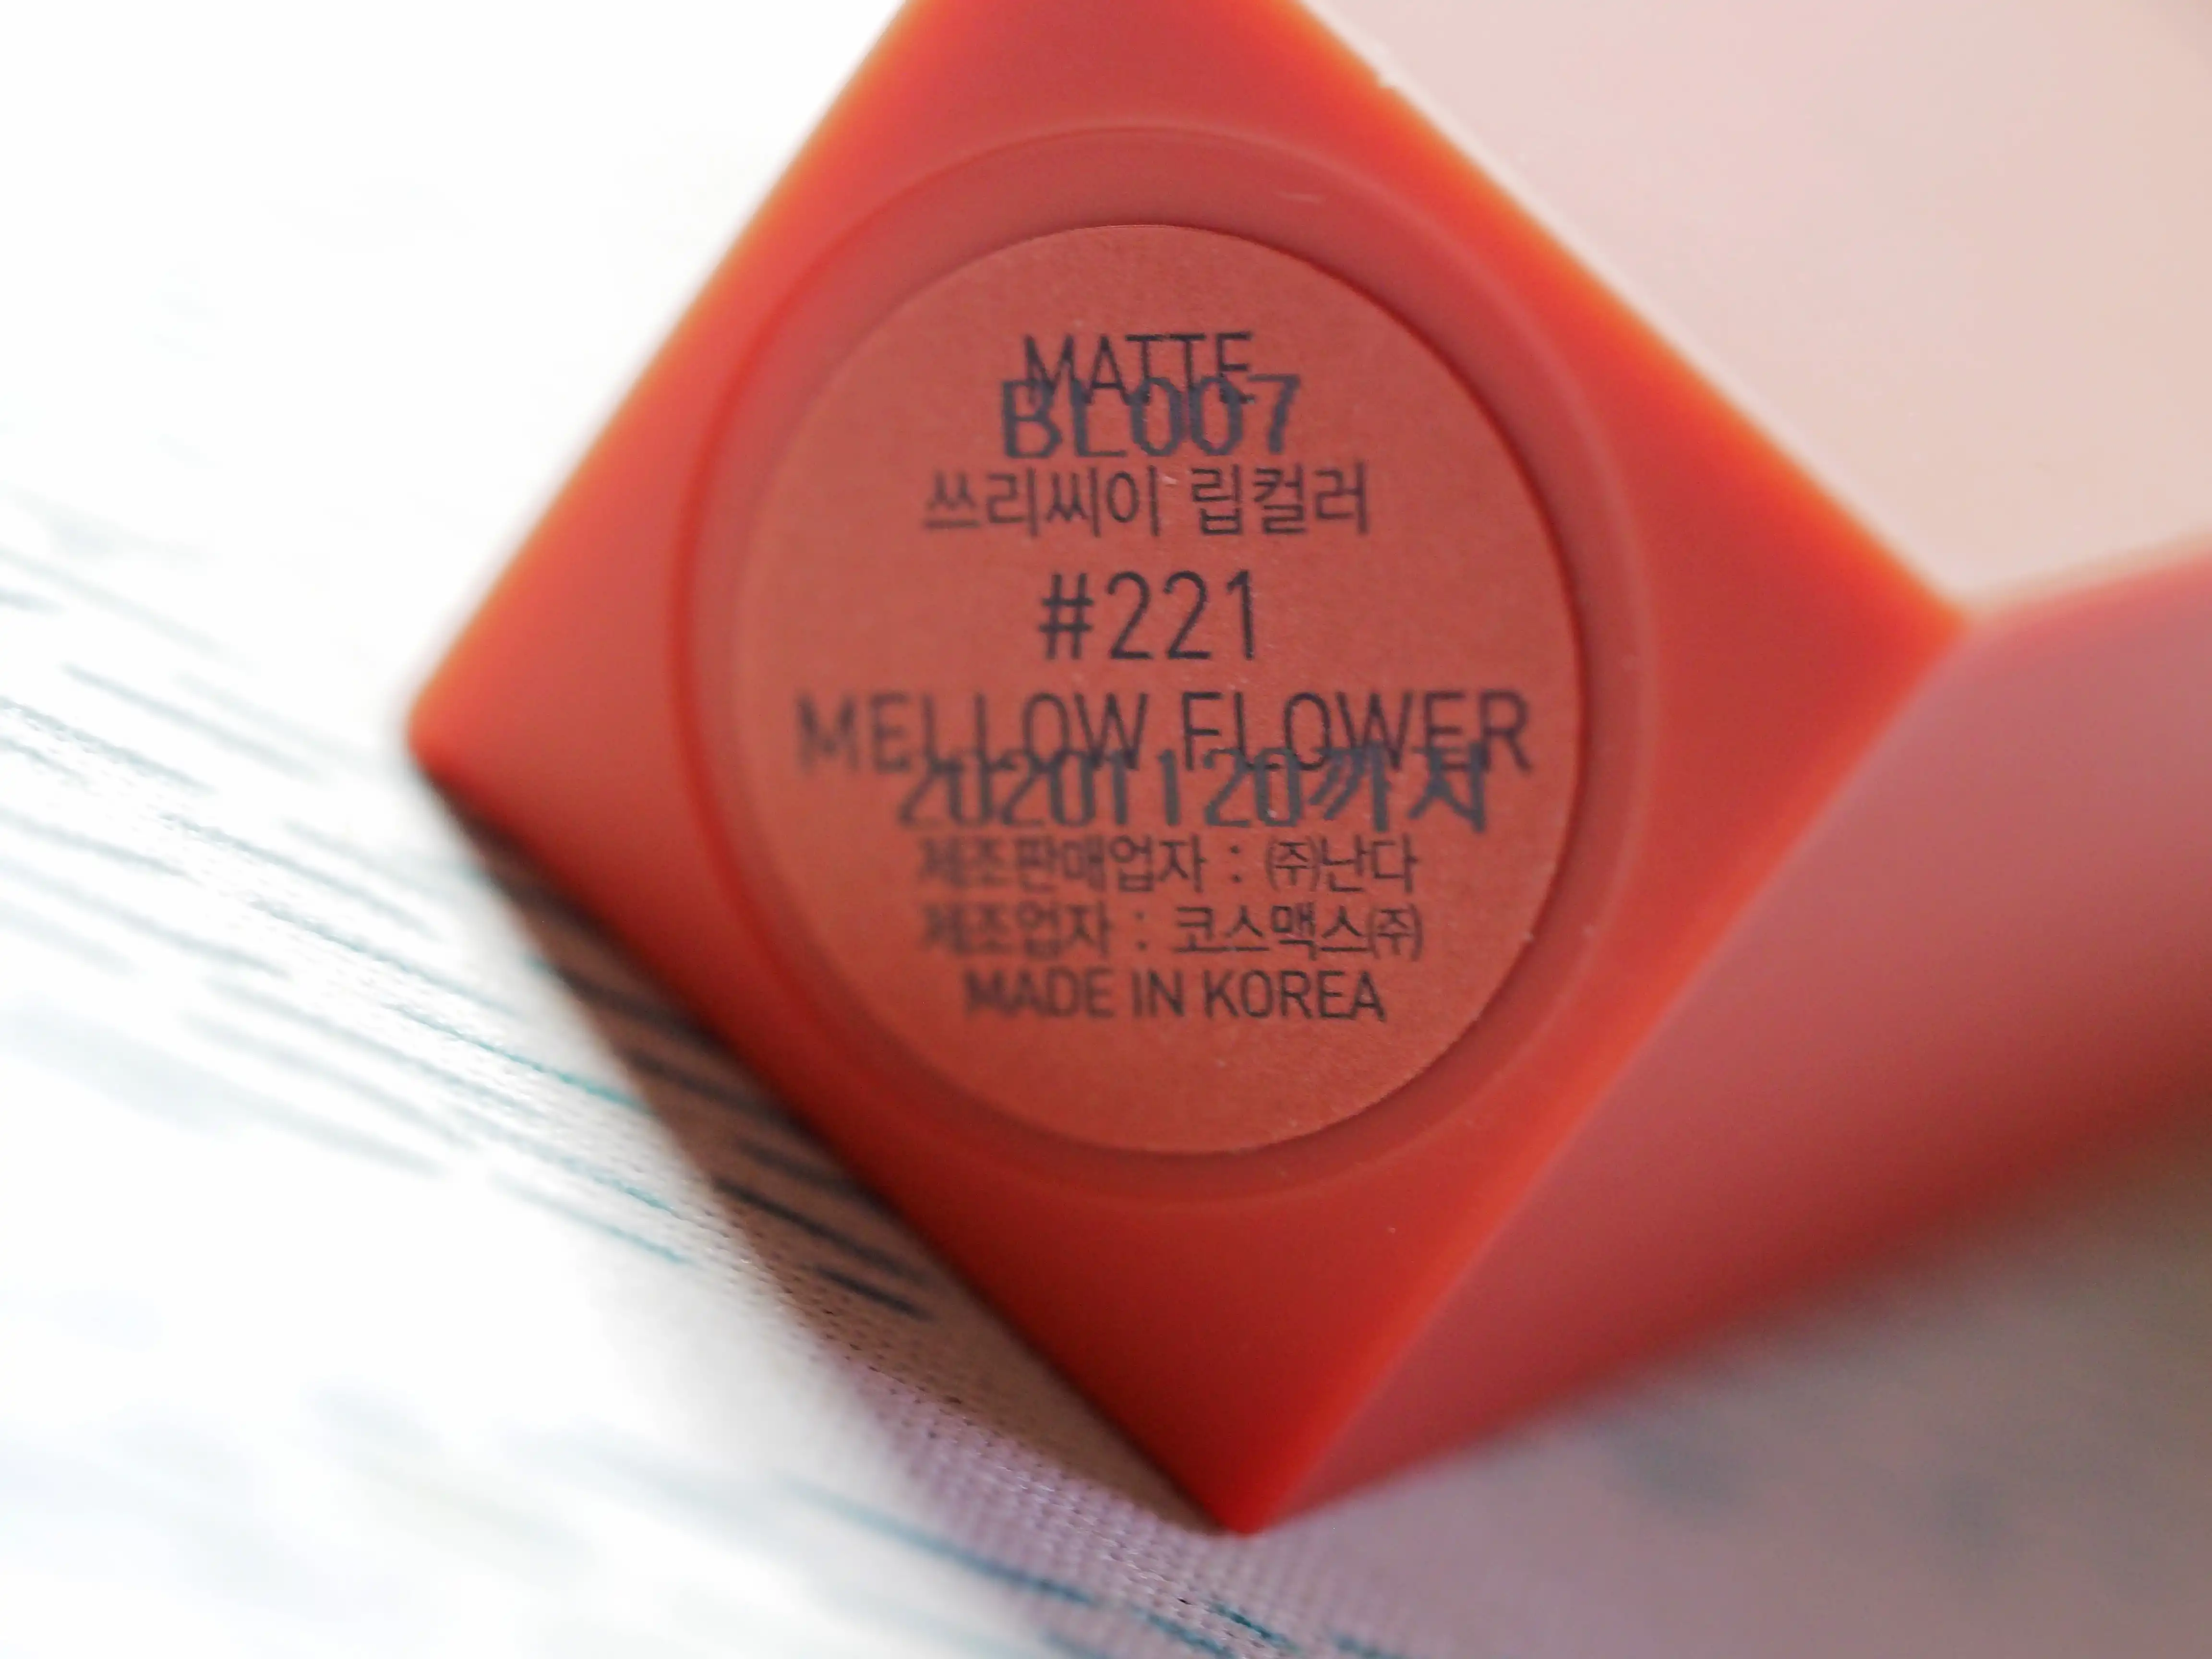 MATTE
BL007
쓰리씨이 립컬러
#221
MELLOW FLOWER
20201120까지
제조판매업자 : ㈜난다
제조업자 : 코스맥스㈜
MADE IN KOREA